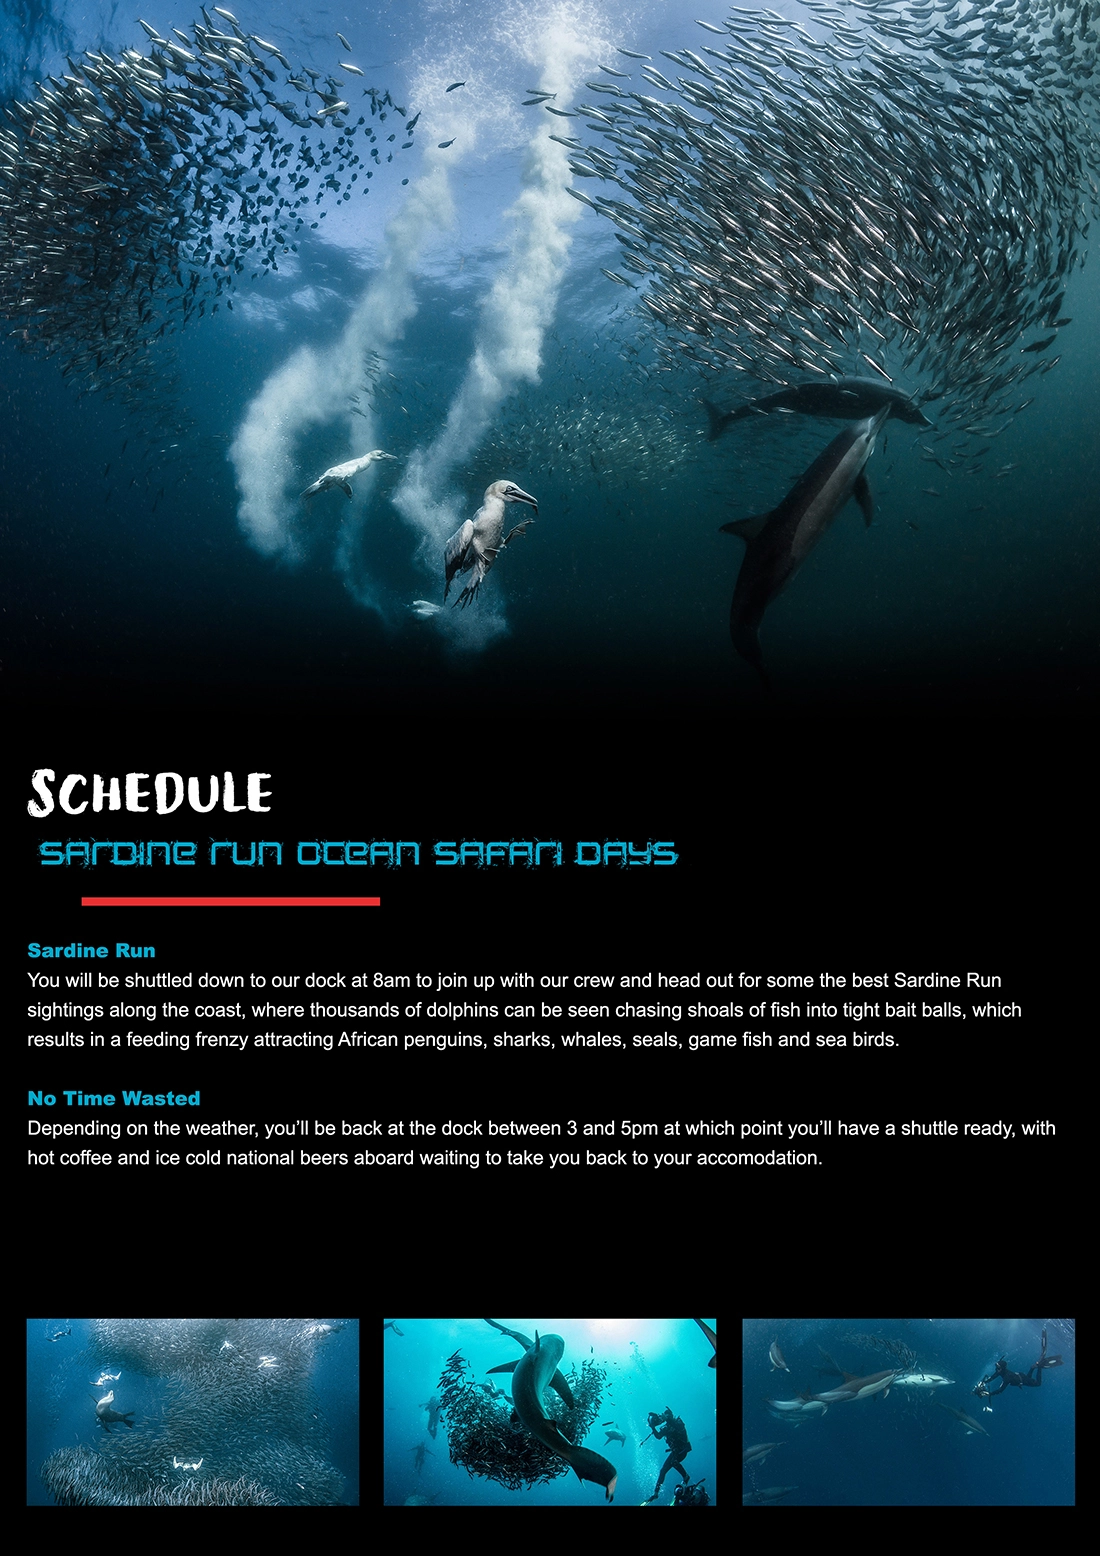 SCHEDULE
SARDINE RUN OCEAN SAFARI DAYS
Sardine Run
You will be shuttled down to our dock at 8am to join up with our crew and head out for some the best Sardine Run
sightings along the coast, where thousands of dolphins can be seen chasing shoals of fish into tight bait balls, which
results in a feeding frenzy attracting African penguins, sharks, whales, seals, game fish and sea birds.
No Time Wasted
Depending on the weather, you’ll be back at the dock between 3 and 5pm at which point you’ll have a shuttle ready, with
hot coffee and ice cold national beers aboard waiting to take you back to your accomodation.